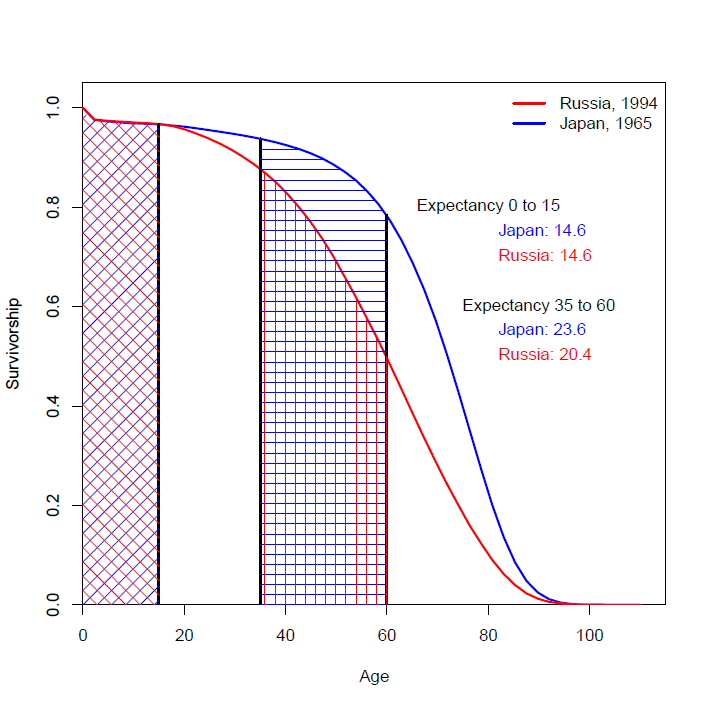 Russia, 1994
Japan, 1965
Expectancy 0 to 15
Japan: 14.6
Russia: 14.6
Expectancy 35 to 60
Japan: 23.6
Russia: 20.4
Survivorship
1.0
0.8
0.6
0.4
0.2
0.0
0 20 40 60 80 100
Age